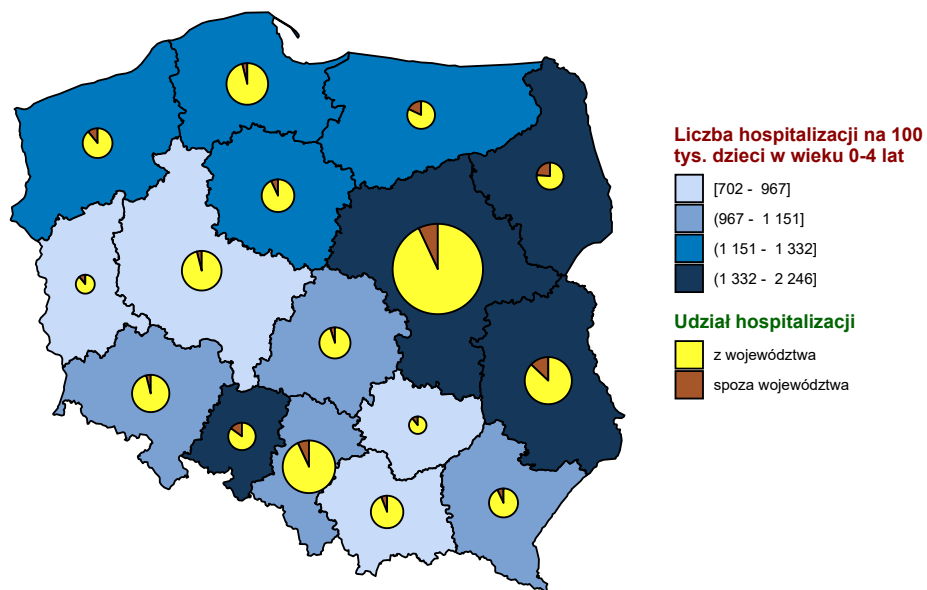 Liczba hospitalizacji na 100
tys. dzieci w wieku 0-4 lat
[702 - 967]
(967 - 1 151]
(1 151 - 1 332]
(1 332 - 2 246]
Udział hospitalizacji
z województwa
spoza województwa